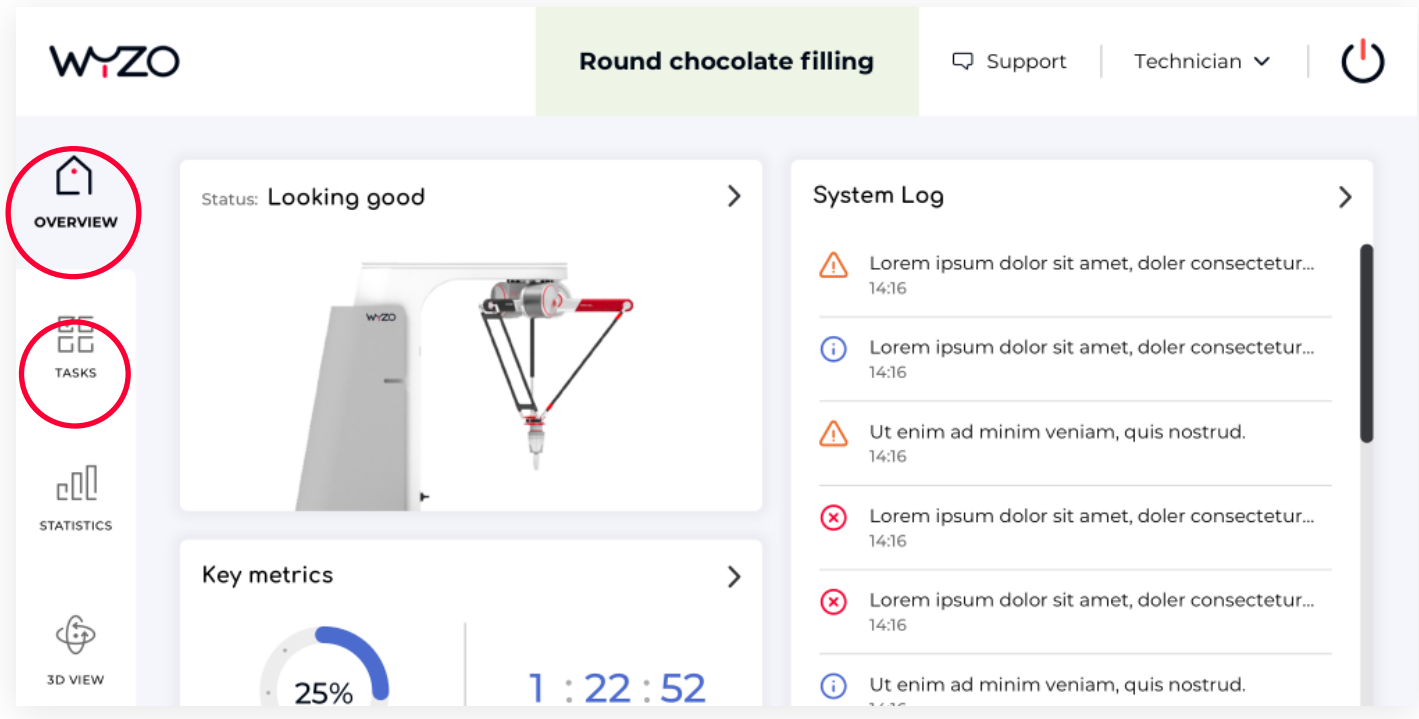 WYZO
Round chocolate filling
Support
Technician
OVERVIEW
TASKS
STATISTICS
3D VIEW
Status: Looking good
WYZO
Key metrics
25%
1 : 22 : 52
System Log
Lorem ipsum dolor sit amet, doler consectetur...
14:16
Lorem ipsum dolor sit amet, doler consectetur...
14:16
Ut enim ad minim veniam, quis nostrud.
14:16
Lorem ipsum dolor sit amet, doler consectetur...
14:16
Lorem ipsum dolor sit amet, doler consectetur...
14:16
Ut enim ad minim veniam, quis nostrud.